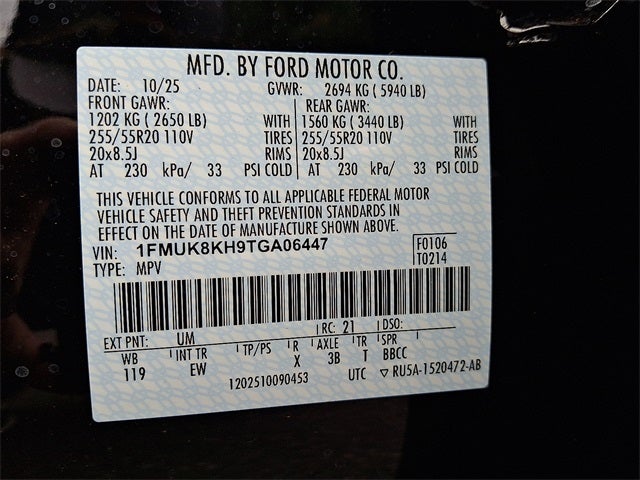 MFD. BY FORD MOTOR CO.
DATE: 10/25 GVWR: 2694 KG ( 5940 LB)
FRONT GAWR: REAR GAWR:
1202 KG ( 2650 LB) WITH 1560 KG ( 3440 LB) WITH
255/55R20 110V TIRES 255/55R20 110V TIRES
20x8.5J RIMS 20x8.5J RIMS
AT 230 kPa/ 33 PSI COLD AT 230 kPa/ 33 PSI COLD
THIS VEHICLE CONFORMS TO ALL APPLICABLE FEDERAL MOTOR
VEHICLE SAFETY AND THEFT PREVENTION STANDARDS IN
EFFECT ON THE DATE OF MANUFACTURE SHOWN ABOVE.
VIN: 1FMUK8KH9TGA06447 F0106
TYPE: MPV T0214
EXT PNT: UM RC: 21 DSO:
WB INT TR TP/PS R AXLE TR SPR
119 EW X 3B T BBCC
1202510090453 UTC ▽ RU5A-1520472-AB